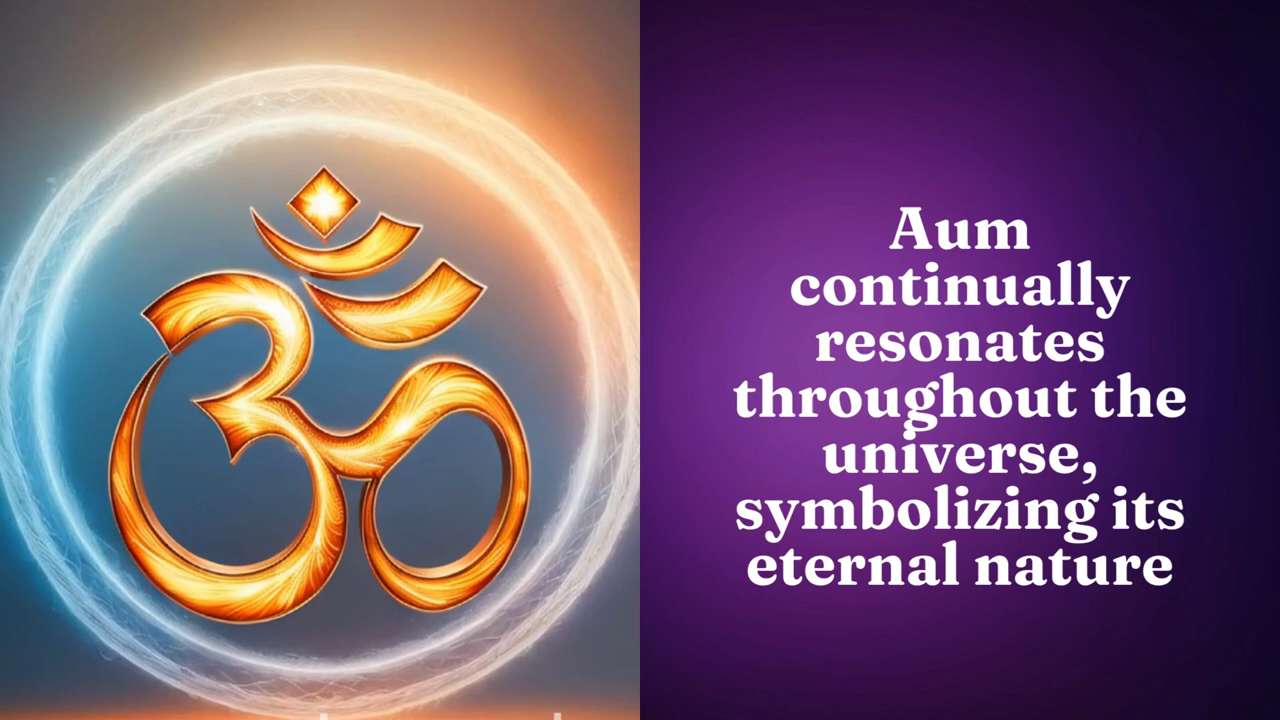 ॐ
Aum
continually
resonates
throughout the
universe,
symbolizing its
eternal nature